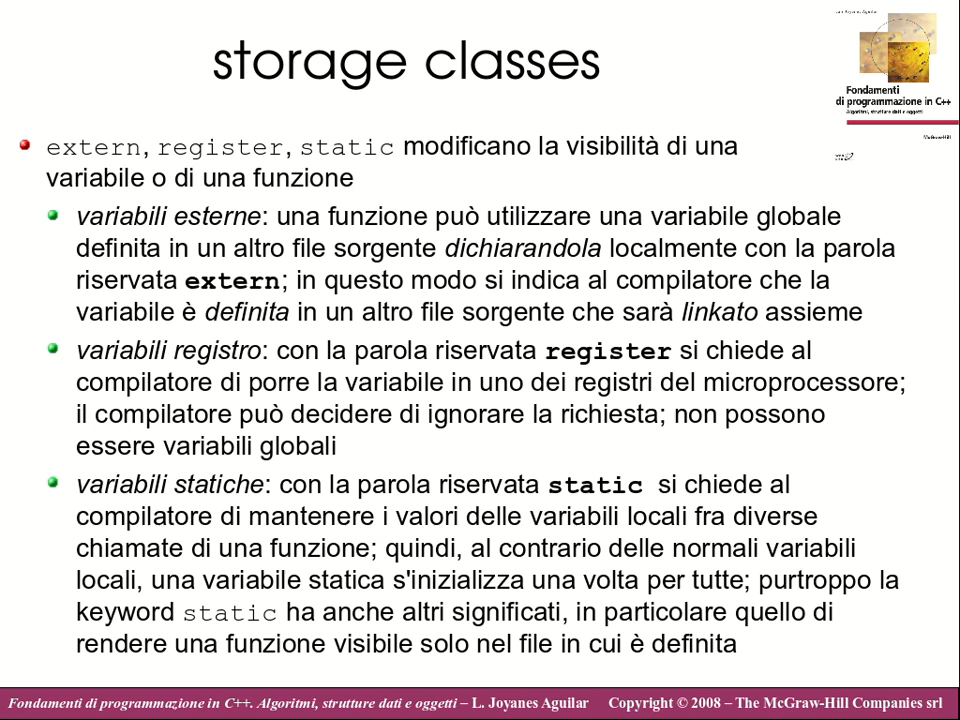 storage classes
Juan Joyanes Aguilar
Fondamenti
di programmazione in C++
Algoritmi, strutture dati e oggetti
McGraw-Hill
extern, register, static modificano la visibilità di una
variabile o di una funzione
variabili esterne: una funzione può utilizzare una variabile globale
definita in un altro file sorgente dichiarandola localmente con la parola
riservata extern; in questo modo si indica al compilatore che la
variabile è definita in un altro file sorgente che sarà linkato assieme
variabili registro: con la parola riservata register si chiede al
compilatore di porre la variabile in uno dei registri del microprocessore;
il compilatore può decidere di ignorare la richiesta; non possono
essere variabili globali
variabili statiche: con la parola riservata static si chiede al
compilatore di mantenere i valori delle variabili locali fra diverse
chiamate di una funzione; quindi, al contrario delle normali variabili
locali, una variabile statica s'inizializza una volta per tutte; purtroppo la
keyword static ha anche altri significati, in particolare quello di
rendere una funzione visibile solo nel file in cui è definita
Fondamenti di programmazione in C++. Algoritmi, strutture dati e oggetti – L. Joyanes Aguilar Copyright © 2008 – The McGraw-Hill Companies srl